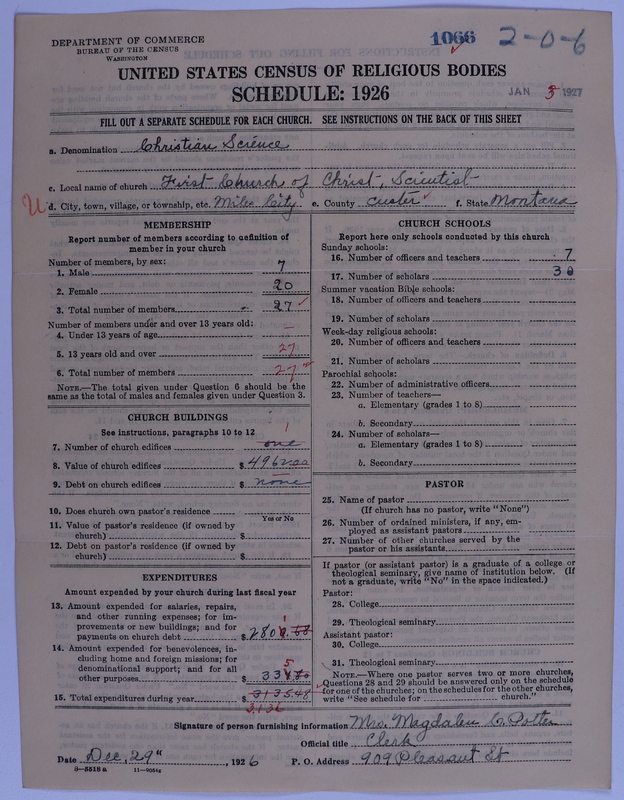 DEPARTMENT OF COMMERCE
BUREAU OF THE CENSUS
WASHINGTON
1066
2-0-6
UNITED STATES CENSUS OF RELIGIOUS BODIES
SCHEDULE: 1926
JAN 3 1927
FILL OUT A SEPARATE SCHEDULE FOR EACH CHURCH. SEE INSTRUCTIONS ON THE BACK OF THIS SHEET
a. Denomination Christian Science
c. Local name of church First Church of Christ, Scientist
U d. City, town, village, or township, etc. Miles City e. County Custer f. State Montana
MEMBERSHIP
Report number of members according to definition of
member in your church
Number of members, by sex:
1. Male 7
2. Female 20
3. Total number of members 27
Number of members under and over 13 years old:
4. Under 13 years of age –
5. 13 years old and over 27
6. Total number of members 27
NOTE.—The total given under Question 6 should be the
same as the total of males and females given under Question 3.
CHURCH BUILDINGS
See instructions, paragraphs 10 to 12
7. Number of church edifices one 1
8. Value of church edifices $ 4962.00
9. Debt on church edifices $ none
10. Does church own pastor's residence
Yes or No
11. Value of pastor's residence (if owned by
church) $
12. Debt on pastor's residence (if owned by
church) $
EXPENDITURES
Amount expended by your church during last fiscal year
13. Amount expended for salaries, repairs,
and other running expenses; for im-
provements or new buildings; and for
payments on church debt $
14. Amount expended for benevolences, in-
cluding home and foreign missions; for
denominational support; and for all
other purposes $
15. Total expenditures during year $ 3135.48
3136
CHURCH SCHOOLS
Report here only schools conducted by this church
Sunday schools:
16. Number of officers and teachers 7
17. Number of scholars 30
Summer vacation Bible schools:
18. Number of officers and teachers
19. Number of scholars
Week-day religious schools:
20. Number of officers and teachers
21. Number of scholars
Parochial schools:
22. Number of administrative officers
23. Number of teachers—
a. Elementary (grades 1 to 8)
b. Secondary
24. Number of scholars—
a. Elementary (grades 1 to 8)
b. Secondary
PASTOR
25. Name of pastor
(If church has no pastor, write "None")
26. Number of ordained ministers, if any, em-
ployed as assistant pastors
27. Number of other churches served by the
pastor or his assistants
If pastor (or assistant pastor) is a graduate of a college or
theological seminary, give name of institution below. (If
not a graduate, write "No" in the space indicated.)
Pastor:
28. College
29. Theological seminary
Assistant pastor:
30. College
31. Theological seminary
NOTE.—Where one pastor serves two or more churches,
Questions 28 and 29 should be answered only on the schedule
for one of the churches; on the schedules for the other churches,
write "See schedule for church."
Signature of person furnishing information Mrs. Magdalen C. Potter
Official title Clerk
Date Dec, 29", 1926 P. O. Address 909 Pleasant St
8—5518 a 11—9054